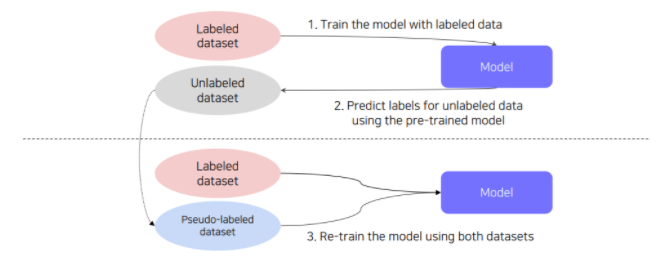 Labeled
dataset
1. Train the model with labeled data
Model
Unlabeled
dataset
2. Predict labels for unlabeled data
using the pre-trained model
Labeled
dataset
Model
Pseudo-labeled
dataset
3. Re-train the model using both datasets